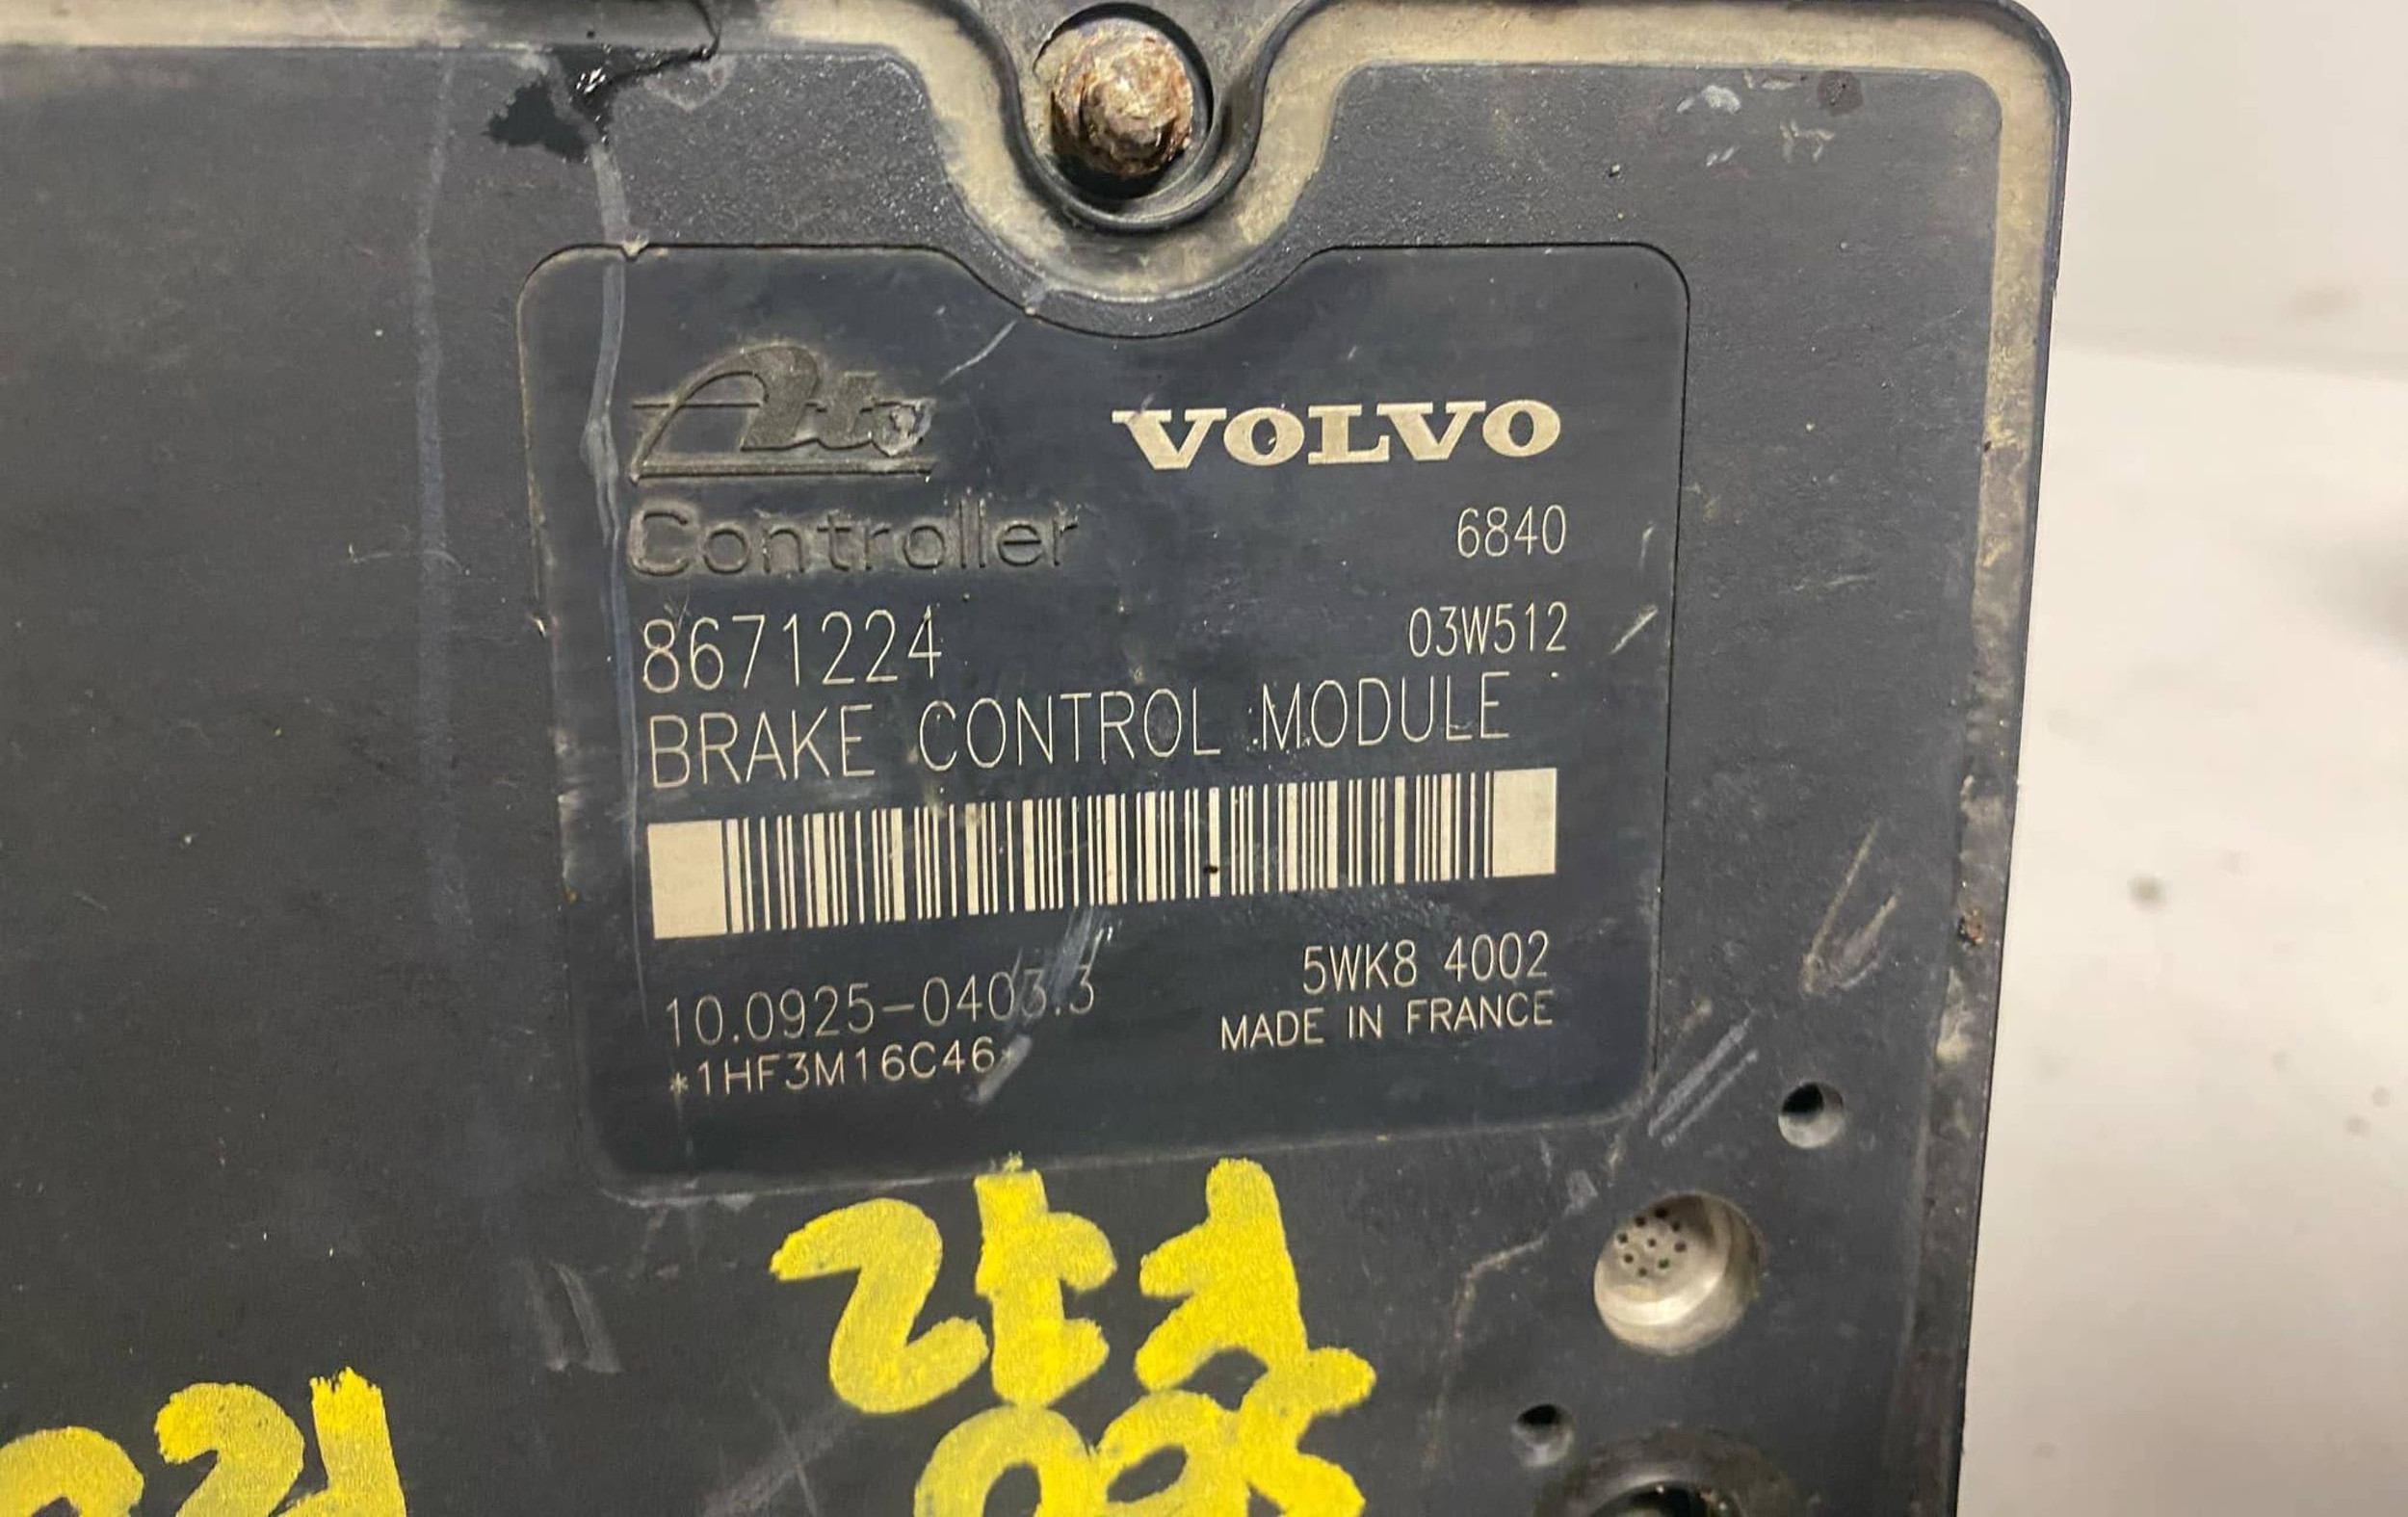 Ate
VOLVO
Controller
6840
8671224
03W512
BRAKE CONTROL MODULE
10.0925-0403.3
5WK8 4002
*1HF3M16C46*
MADE IN FRANCE